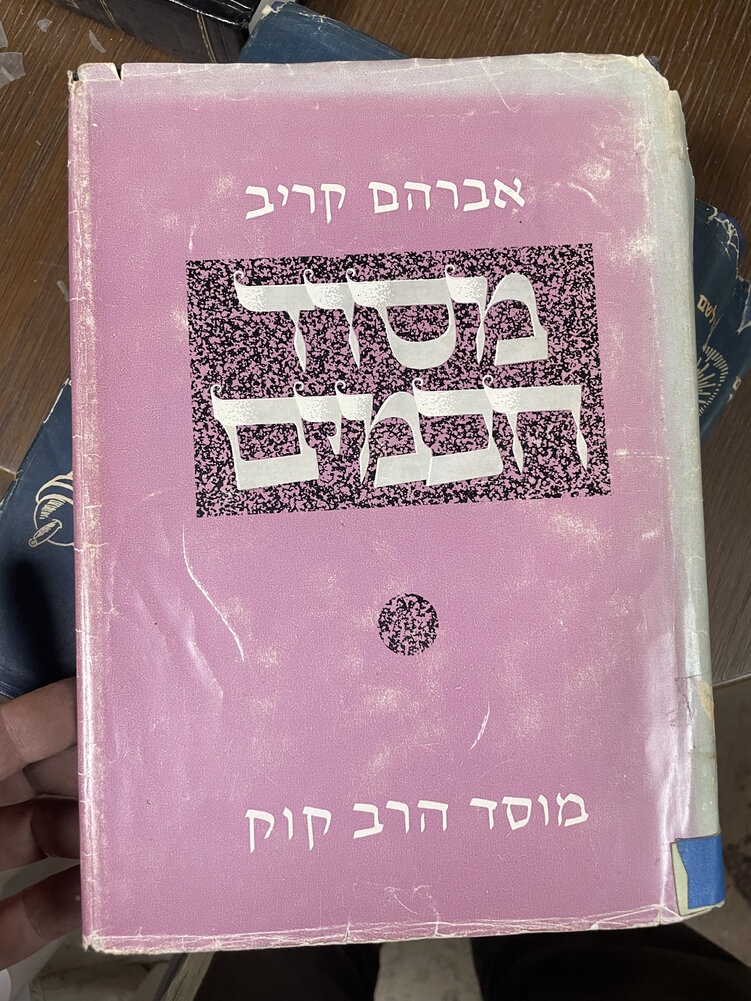 אברהם קריב
מסוד
חכמים
מוסד הרב קוק